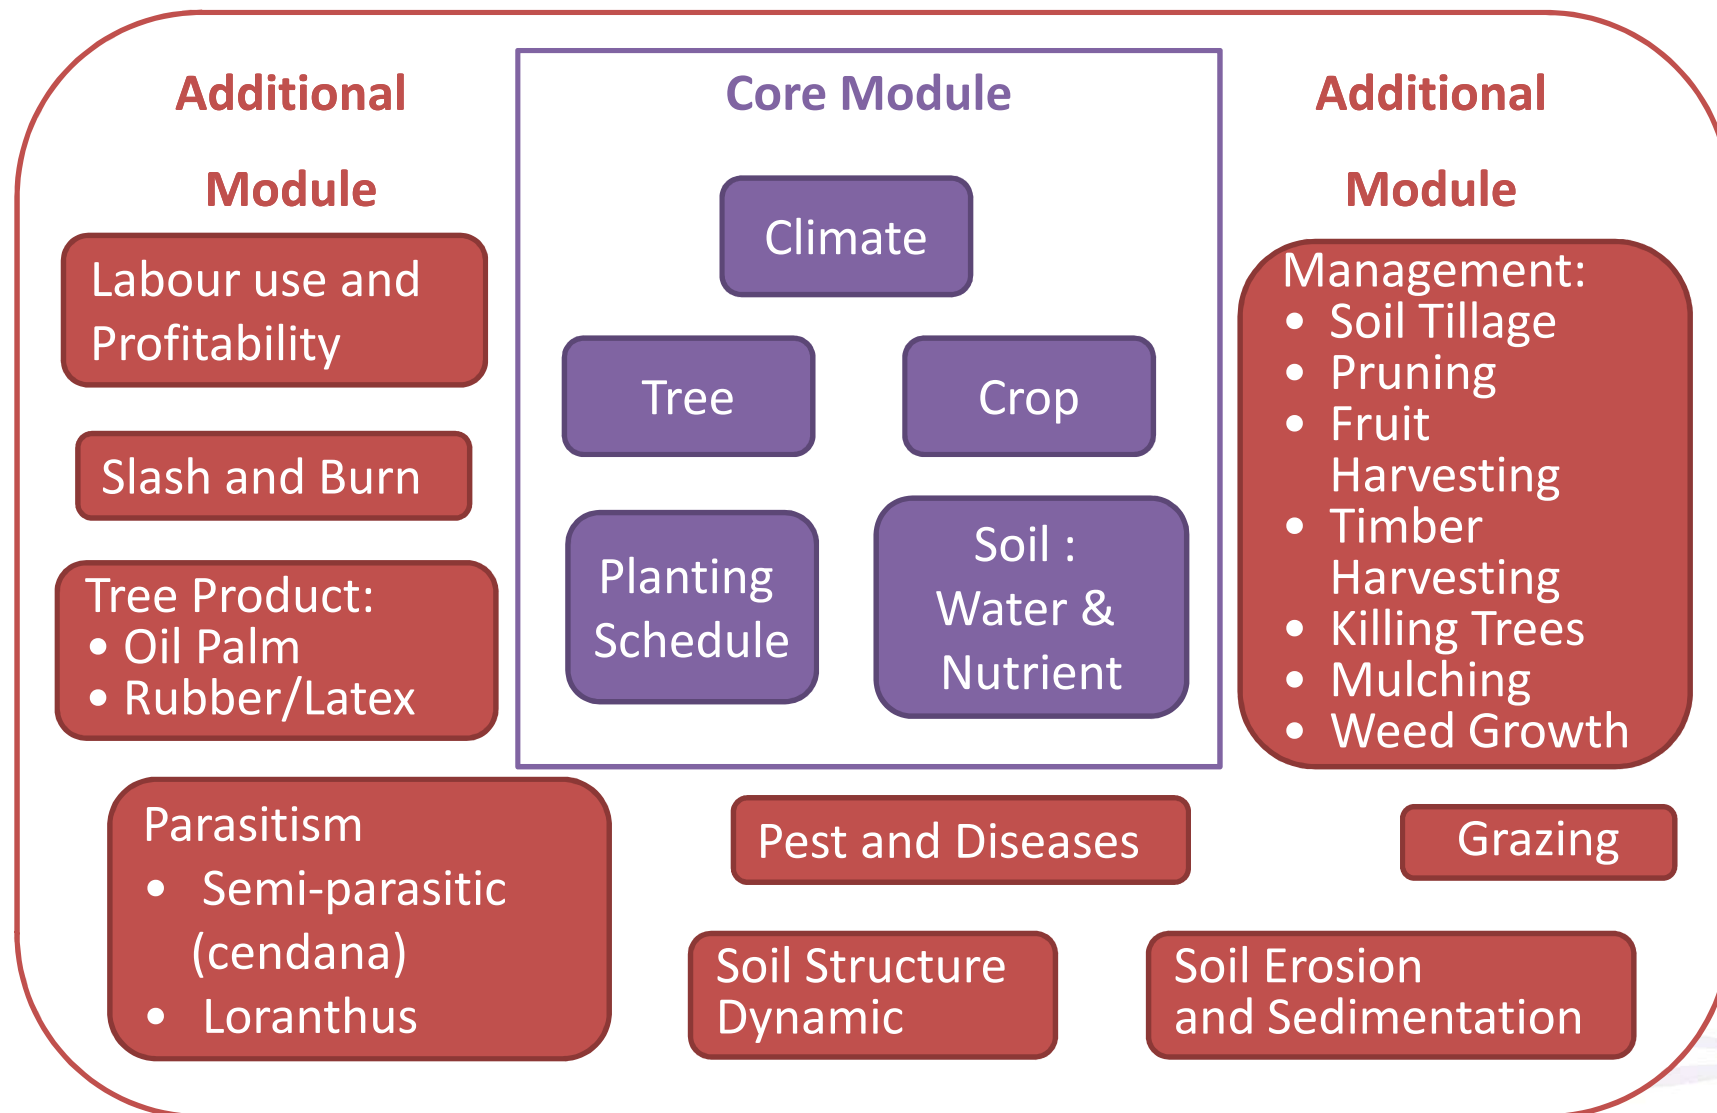 Additional
Module
Labour use and
Profitability
Slash and Burn
Tree Product:
• Oil Palm
• Rubber/Latex
Parasitism
• Semi-parasitic
(cendana)
• Loranthus
Core Module
Climate
Tree
Crop
Planting
Schedule
Soil :
Water &
Nutrient
Additional
Module
Management:
• Soil Tillage
• Pruning
• Fruit
Harvesting
• Timber
Harvesting
• Killing Trees
• Mulching
• Weed Growth
Pest and Diseases
Grazing
Soil Structure
Dynamic
Soil Erosion
and Sedimentation